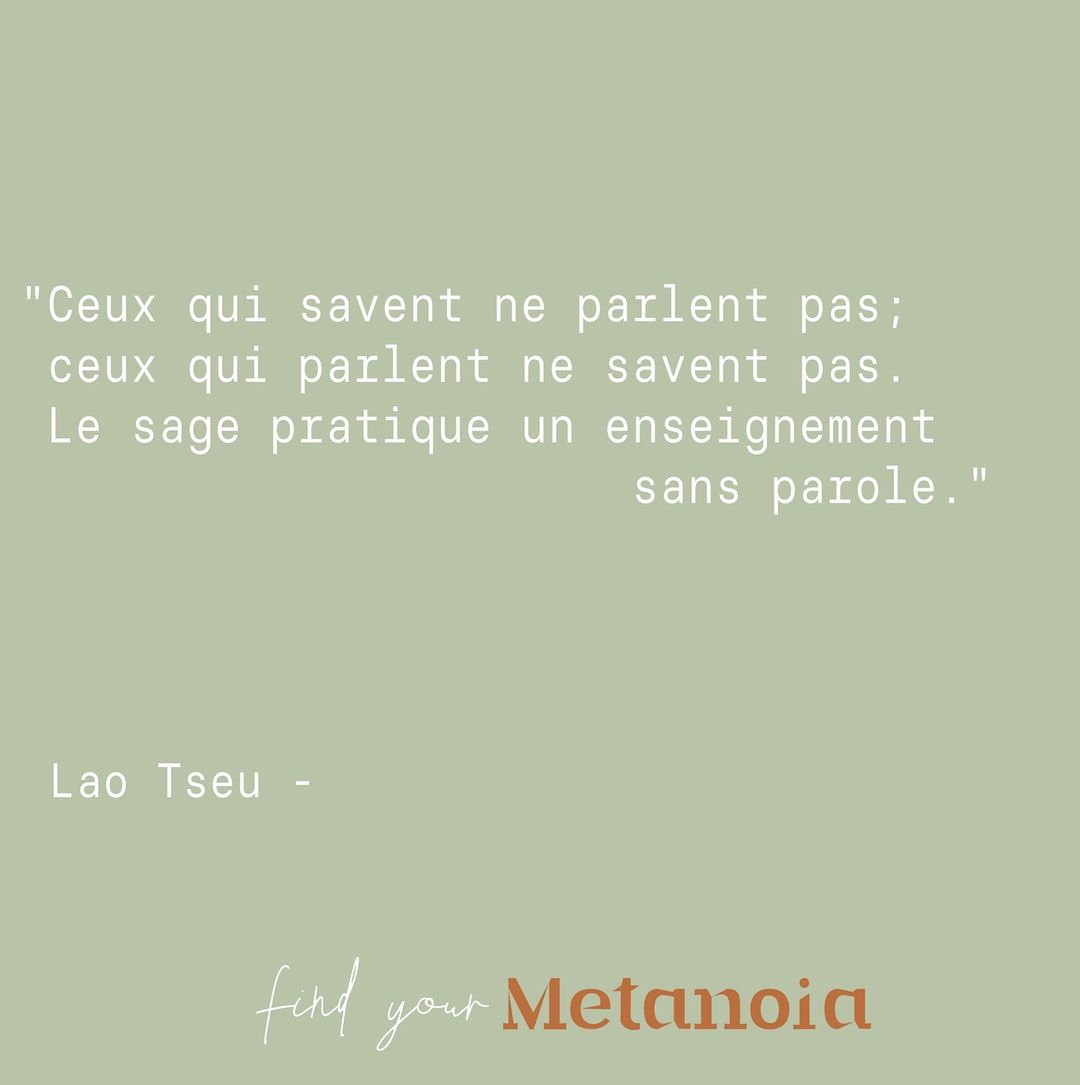 "Ceux qui savent ne parlent pas;
ceux qui parlent ne savent pas.
Le sage pratique un enseignement
sans parole."
Lao Tseu -
find your Metanoia